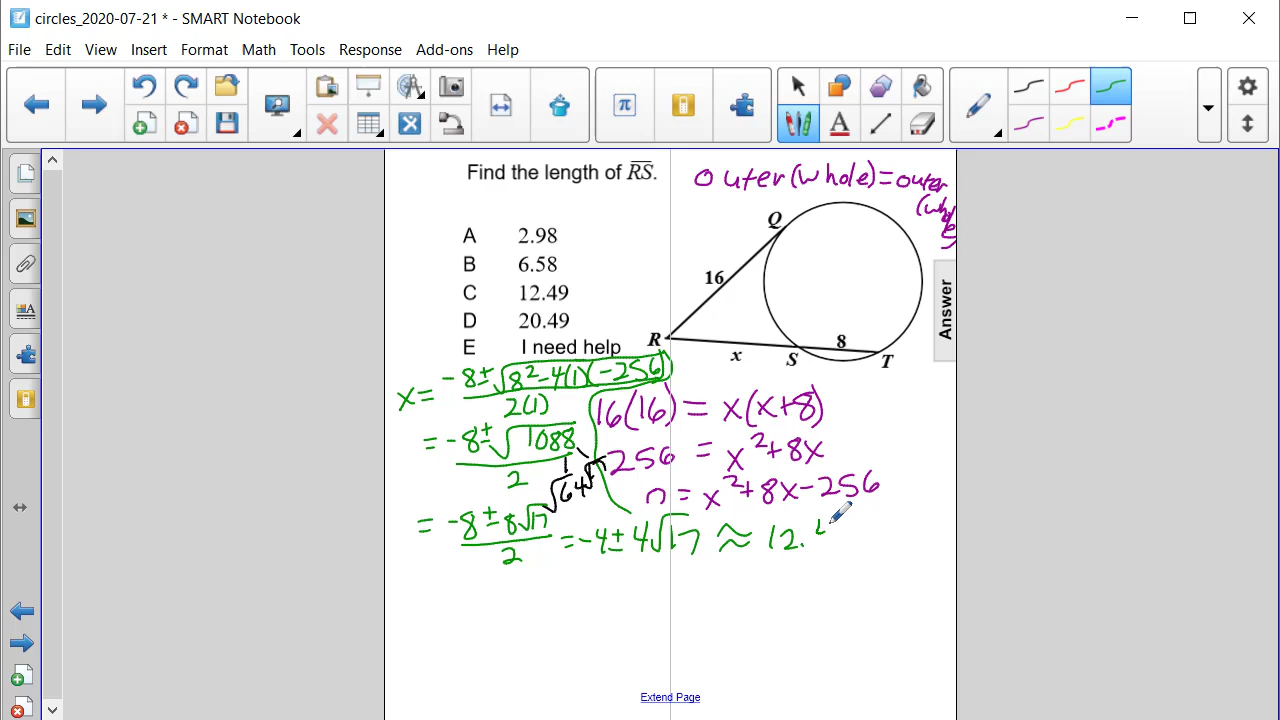 circles_2020-07-21 * - SMART Notebook
File Edit View Insert Format Math Tools Response Add-ons Help
Find the length of RS.
A 2.98
B 6.58
C 12.49
D 20.49
E I need help
outer(whole)=outer
(whole)
Q
16
R
x
S
8
T
Answer
x = -8 ± √8² - 4(1)(-256)
2(1)
= -8 ± √1088
2
√64 √17
= -8 ± 8√17
2
= -4 ± 4√17 ≈ 12.4
16(16) = x(x+8)
256 = x² + 8x
0 = x² + 8x - 256
Extend Page